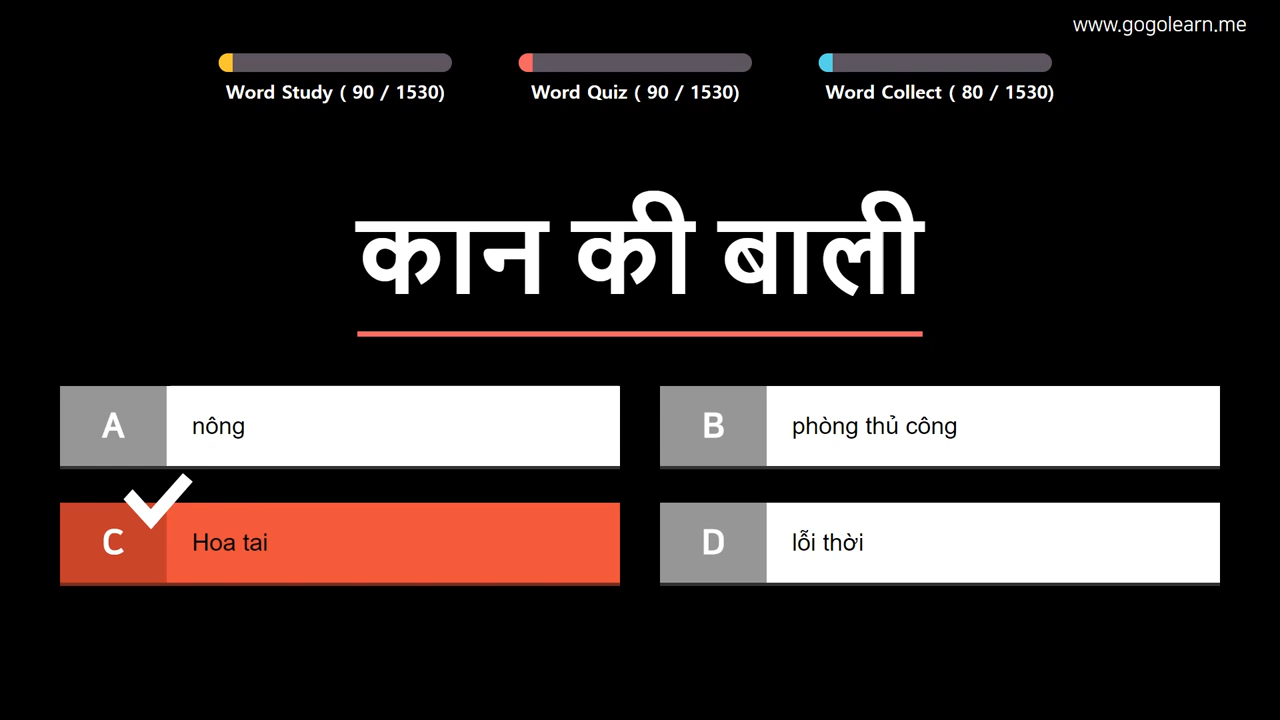 www.gogolearn.me
Word Study ( 90 / 1530)
Word Quiz ( 90 / 1530)
Word Collect ( 80 / 1530)
कान की बाली
A
nông
B
phòng thủ công
C
Hoa tai
D
lỗi thời